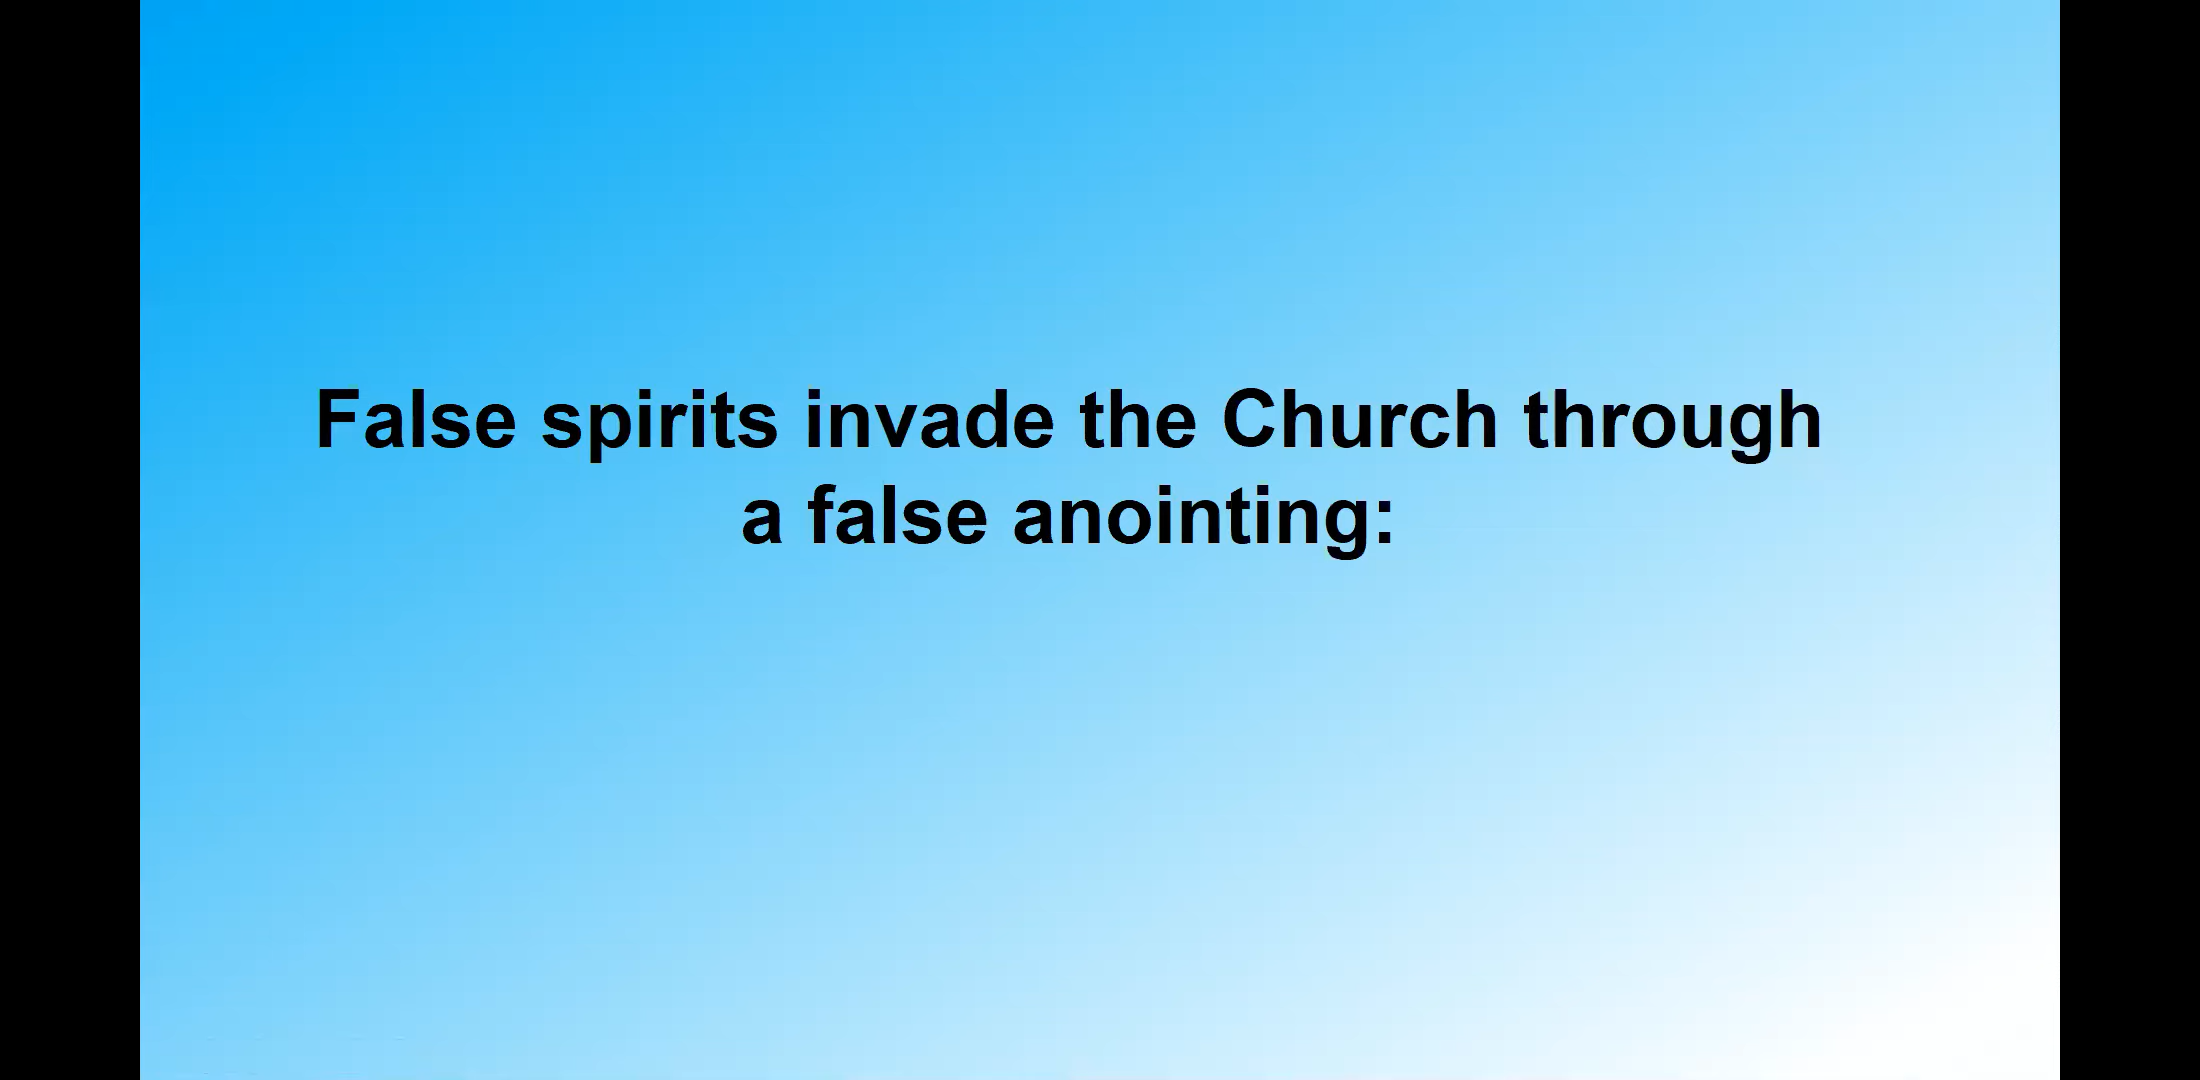 False spirits invade the Church through
a false anointing: